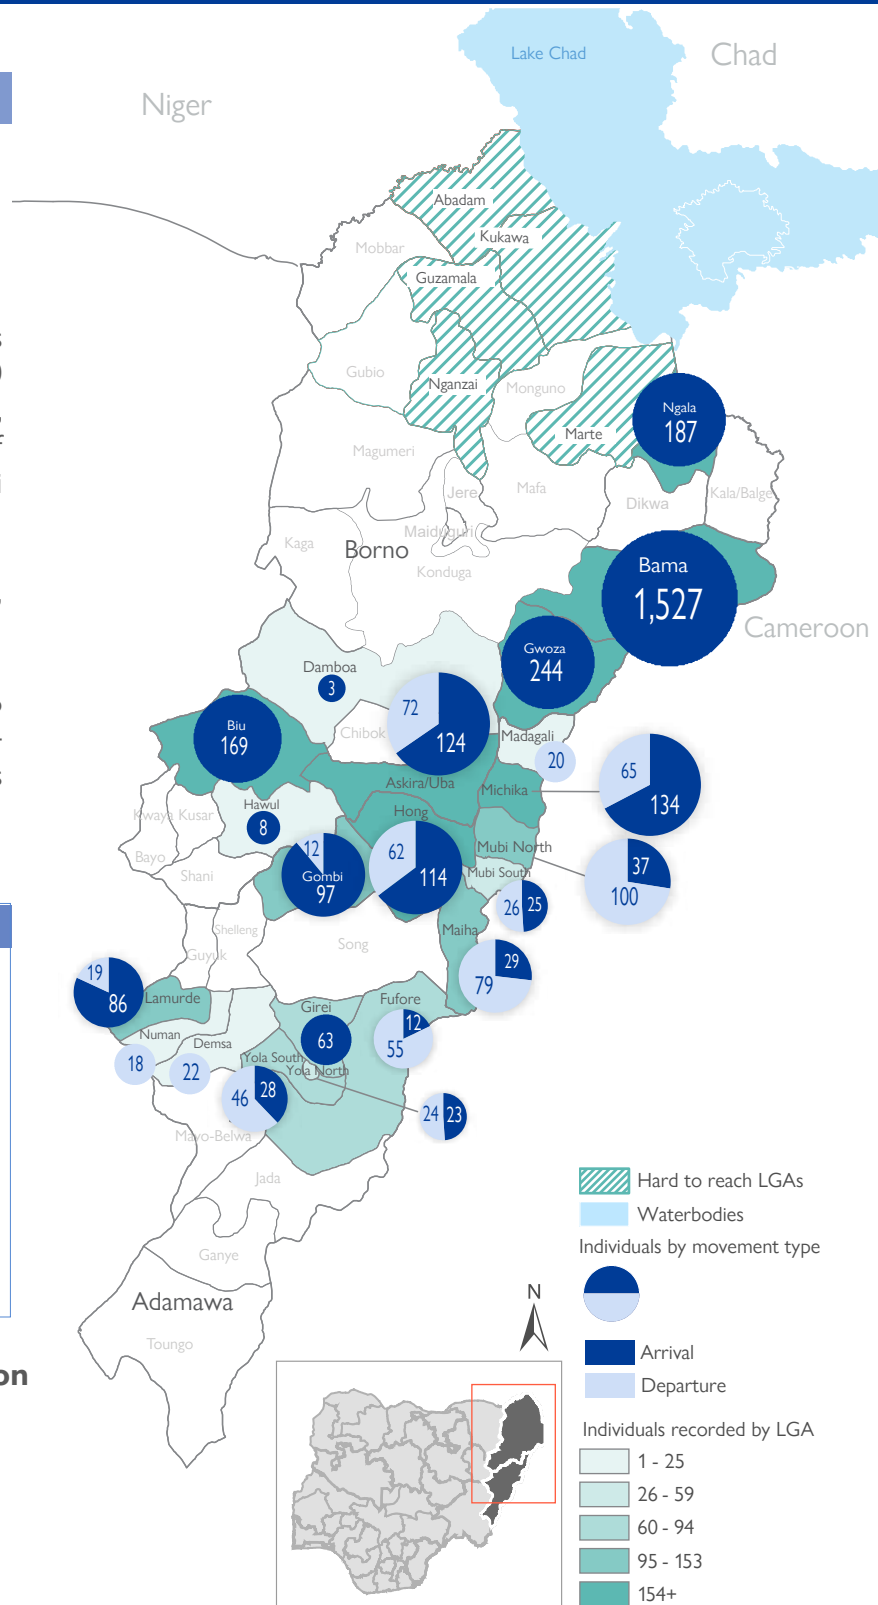 Lake Chad
Chad
Niger
Abadam
Kukawa
Mobbar
Guzamala
Gubio
Nganzai
Monguno
Ngala
187
Marte
Magumeri
Jere
Mafa
Dikwa
Kala/Balge
Maiduguri
Kaga
Borno
Konduga
Bama
1,527
Cameroon
Gwoza
244
Damboa
3
72
124
Biu
169
Chibok
Madagali
20
65
134
Askira/Uba
Michika
Hawul
8
Kwaya Kusar
Hong
12
Gombi
97
62
114
Mubi North
37
100
Bayo
Shani
Mubi South
26
25
Shelleng
Guyuk
Song
Maiha
29
79
19
86
Lamurde
Girei
63
Fufore
12
55
Numan
18
Demsa
22
Yola South
Yola North
46
28
24
23
Mayo-Belwa
Jada
Hard to reach LGAs
Waterbodies
Individuals by movement type
Ganye
N
Adamawa
Toungo
Arrival
on
Departure
Individuals recorded by LGA
1 - 25
26 - 59
60 - 94
95 - 153
154+